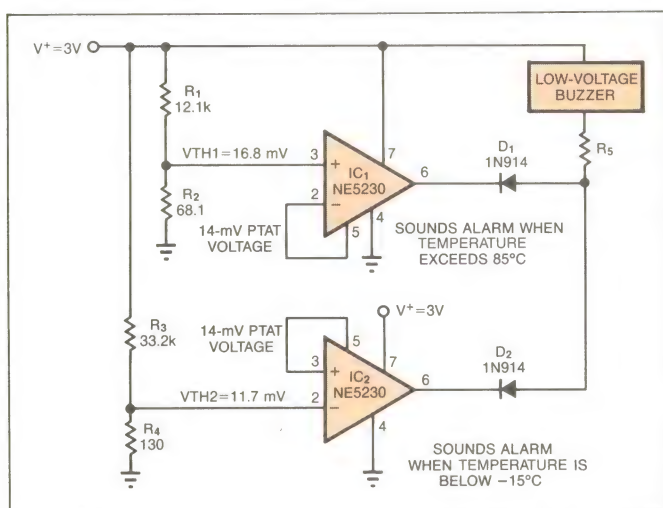 V+=3V
R1
12.1k
VTH1=16.8 mV
R2
68.1
3
+
2
−
7
IC1
NE5230
6
4
5
14-mV PTAT
VOLTAGE
LOW-VOLTAGE
BUZZER
D1
1N914
R5
SOUNDS ALARM WHEN
TEMPERATURE
EXCEEDS 85°C
R3
33.2k
14-mV PTAT
VOLTAGE
V+=3V
5
3
+
2
−
7
IC2
NE5230
6
4
D2
1N914
VTH2=11.7 mV
R4
130
SOUNDS ALARM
WHEN TEMPERATURE IS
BELOW −15°C